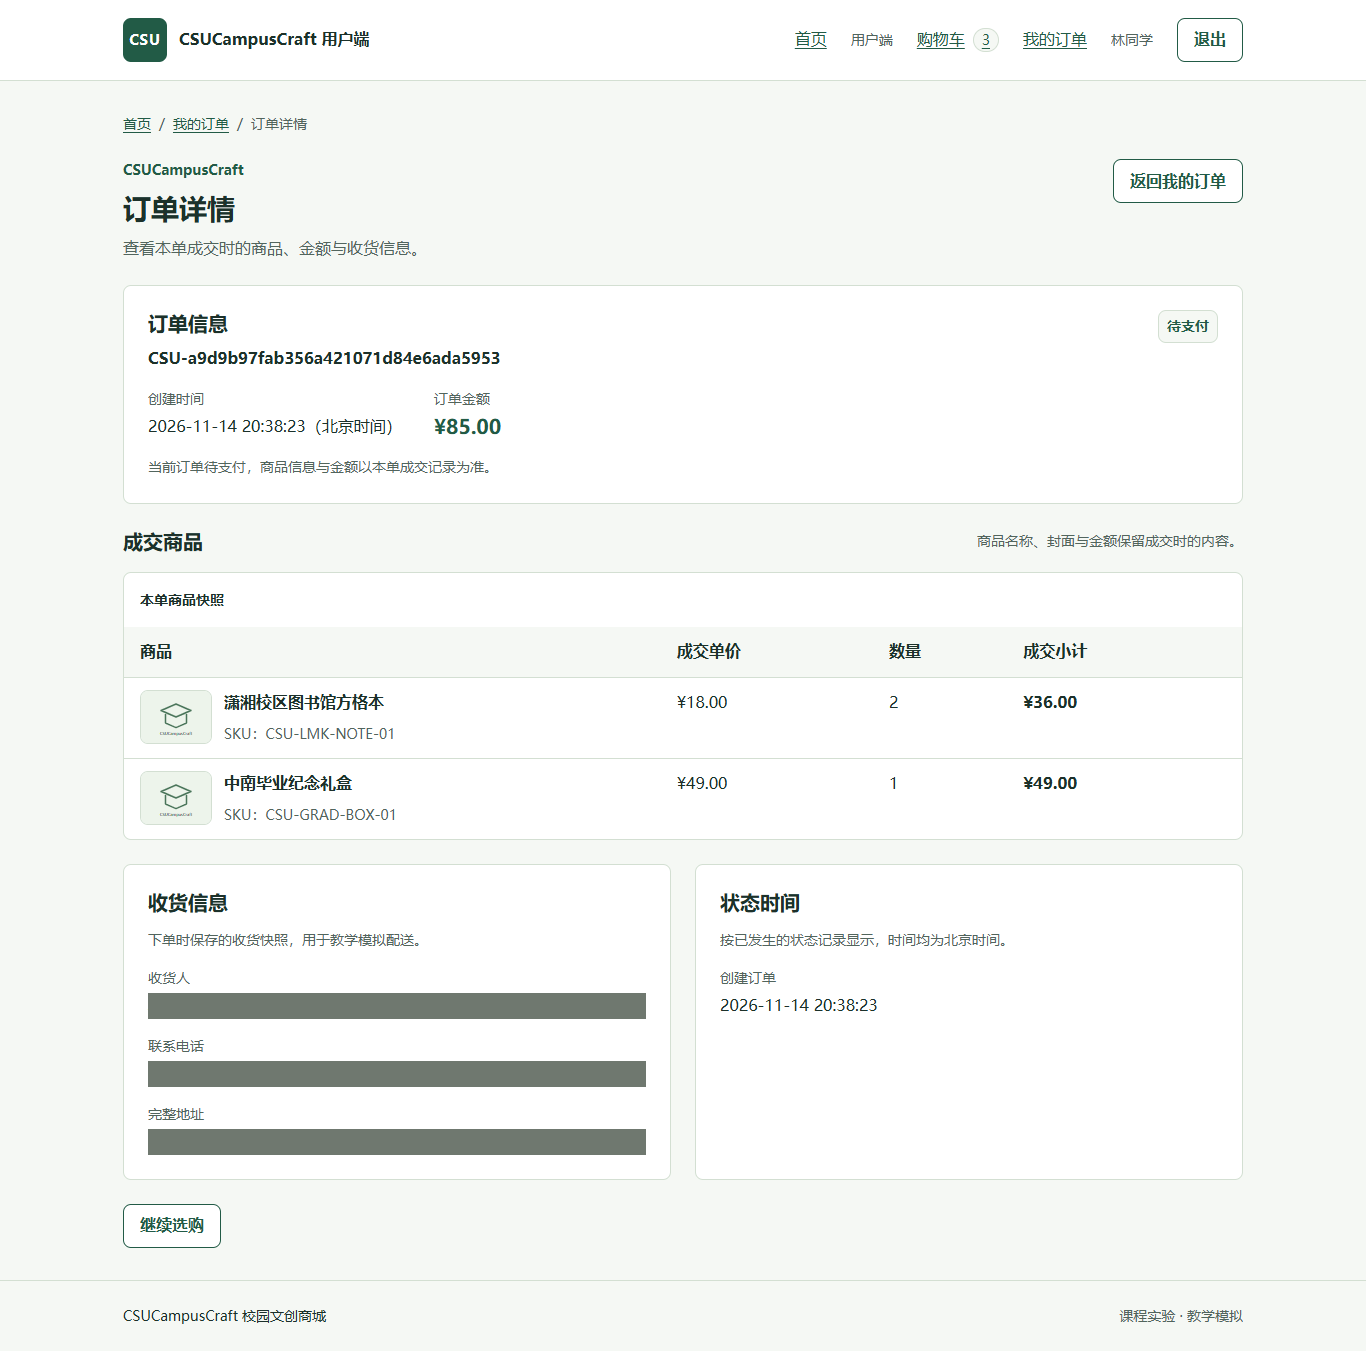 CSU CSUCampusCraft 用户端 首页 用户端 购物车 3 我的订单 林同学 退出
首页 / 我的订单 / 订单详情
CSUCampusCraft
返回我的订单
订单详情
查看本单成交时的商品、金额与收货信息。
订单信息
待支付
CSU-a9d9b97fab356a421071d84e6ada5953
创建时间 订单金额
2026-11-14 20:38:23（北京时间） ¥85.00
当前订单待支付，商品信息与金额以本单成交记录为准。
成交商品 商品名称、封面与金额保留成交时的内容。
本单商品快照
商品 成交单价 数量 成交小计
潇湘校区图书馆方格本 ¥18.00 2 ¥36.00
CSUCampusCraft
SKU：CSU-LMK-NOTE-01
中南毕业纪念礼盒 ¥49.00 1 ¥49.00
CSUCampusCraft
SKU：CSU-GRAD-BOX-01
收货信息
下单时保存的收货快照，用于教学模拟配送。
收货人
联系电话
完整地址
状态时间
按已发生的状态记录显示，时间均为北京时间。
创建订单
2026-11-14 20:38:23
继续选购
CSUCampusCraft 校园文创商城 课程实验 · 教学模拟